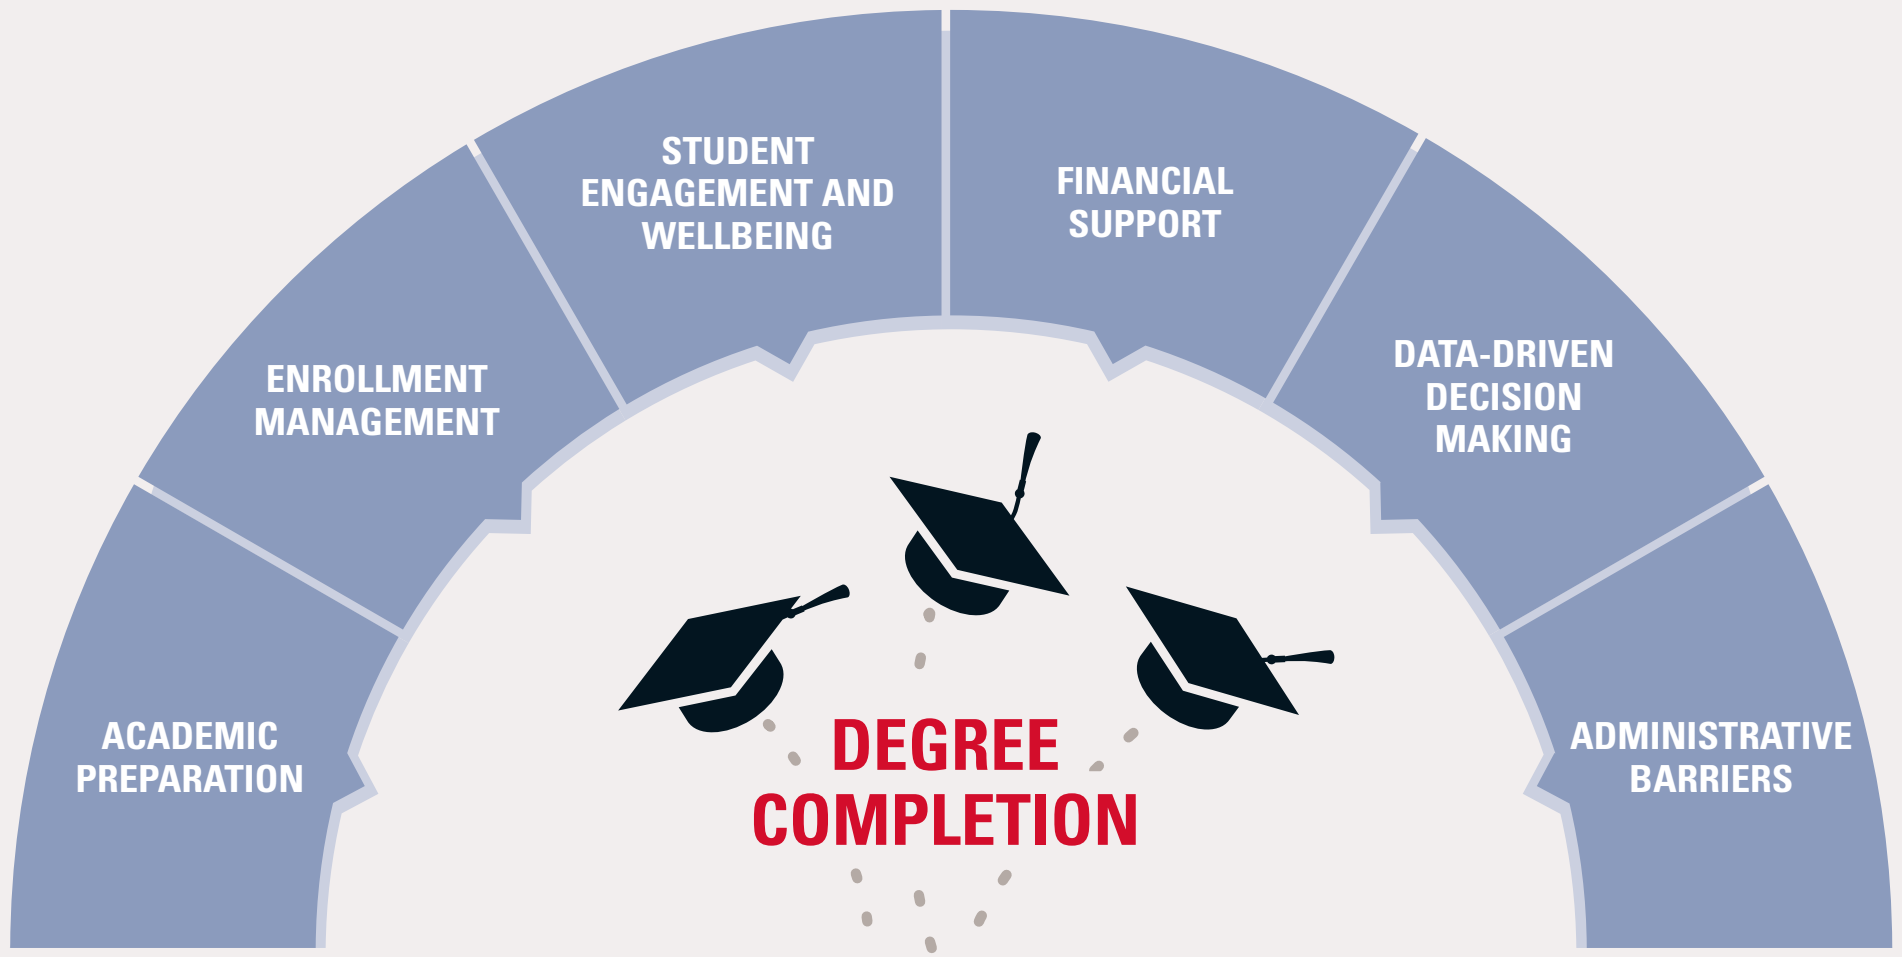 STUDENT
ENGAGEMENT AND
WELLBEING
FINANCIAL
SUPPORT
ENROLLMENT
MANAGEMENT
DATA-DRIVEN
DECISION
MAKING
ACADEMIC
PREPARATION
DEGREE
COMPLETION
ADMINISTRATIVE
BARRIERS